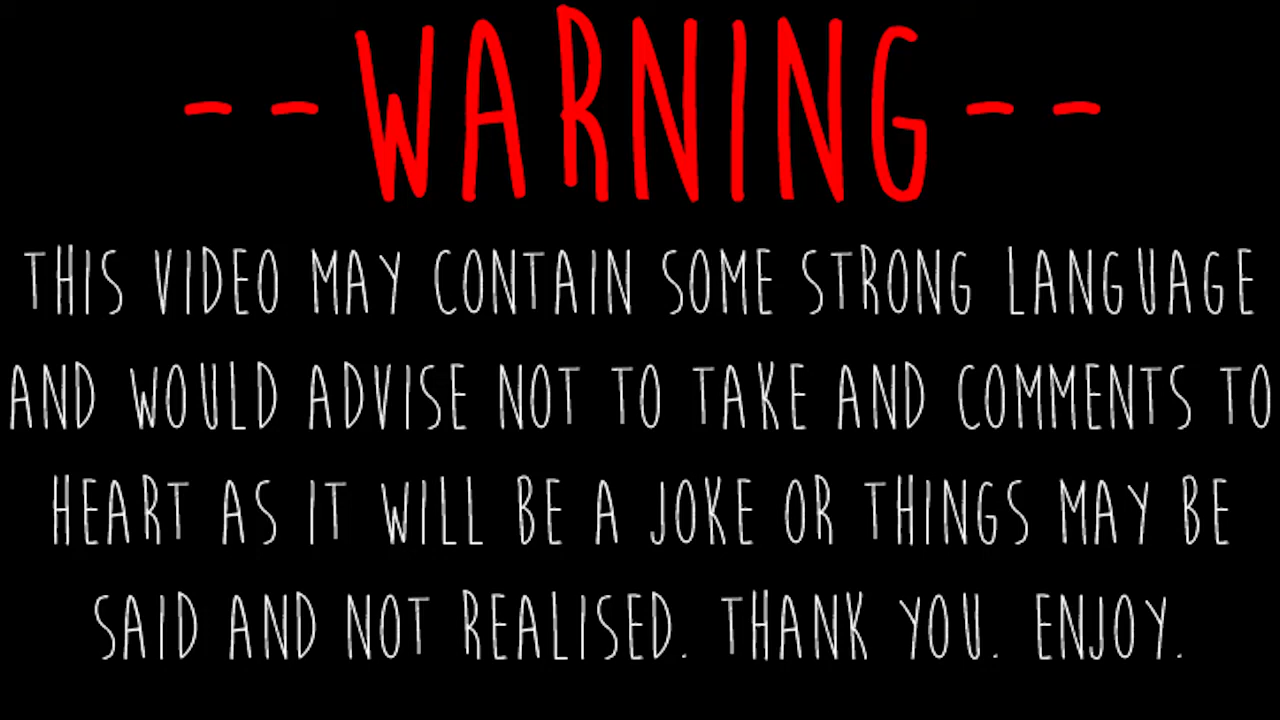 --WARNING--
THIS VIDEO MAY CONTAIN SOME STRONG LANGUAGE
AND WOULD ADVISE NOT TO TAKE AND COMMENTS TO
HEART AS IT WILL BE A JOKE OR THINGS MAY BE
SAID AND NOT REALISED. THANK YOU. ENJOY.